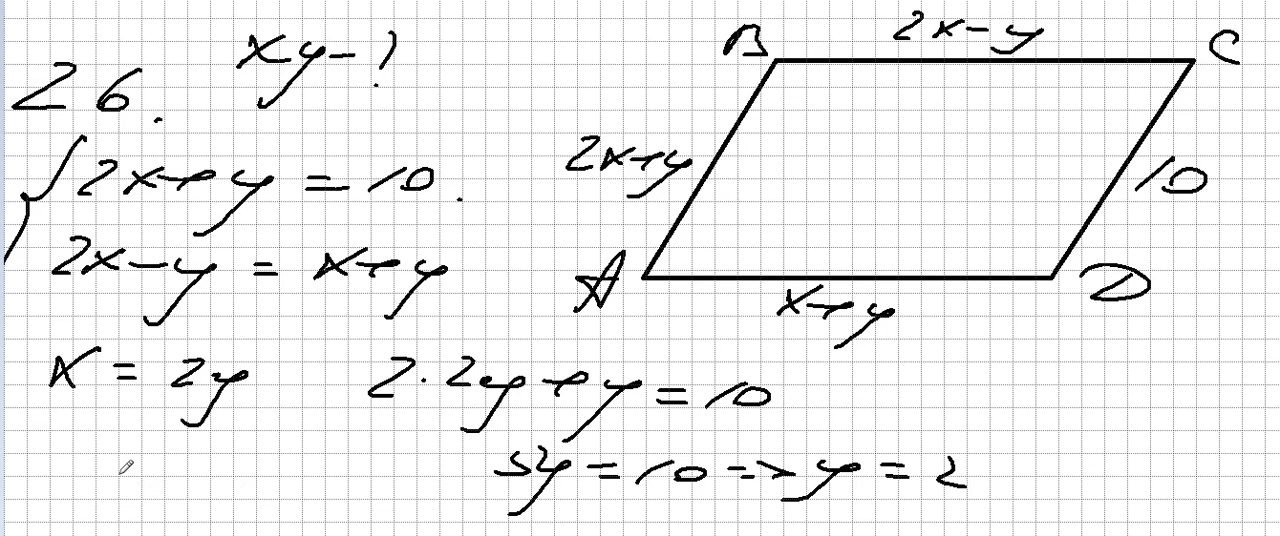 26. xy - ?
2x+y = 10.
2x-y = x+y
x = 2y 2·2y+y = 10
5y = 10 => y = 2
B 2x-y C
2x+y 10
A x+y D